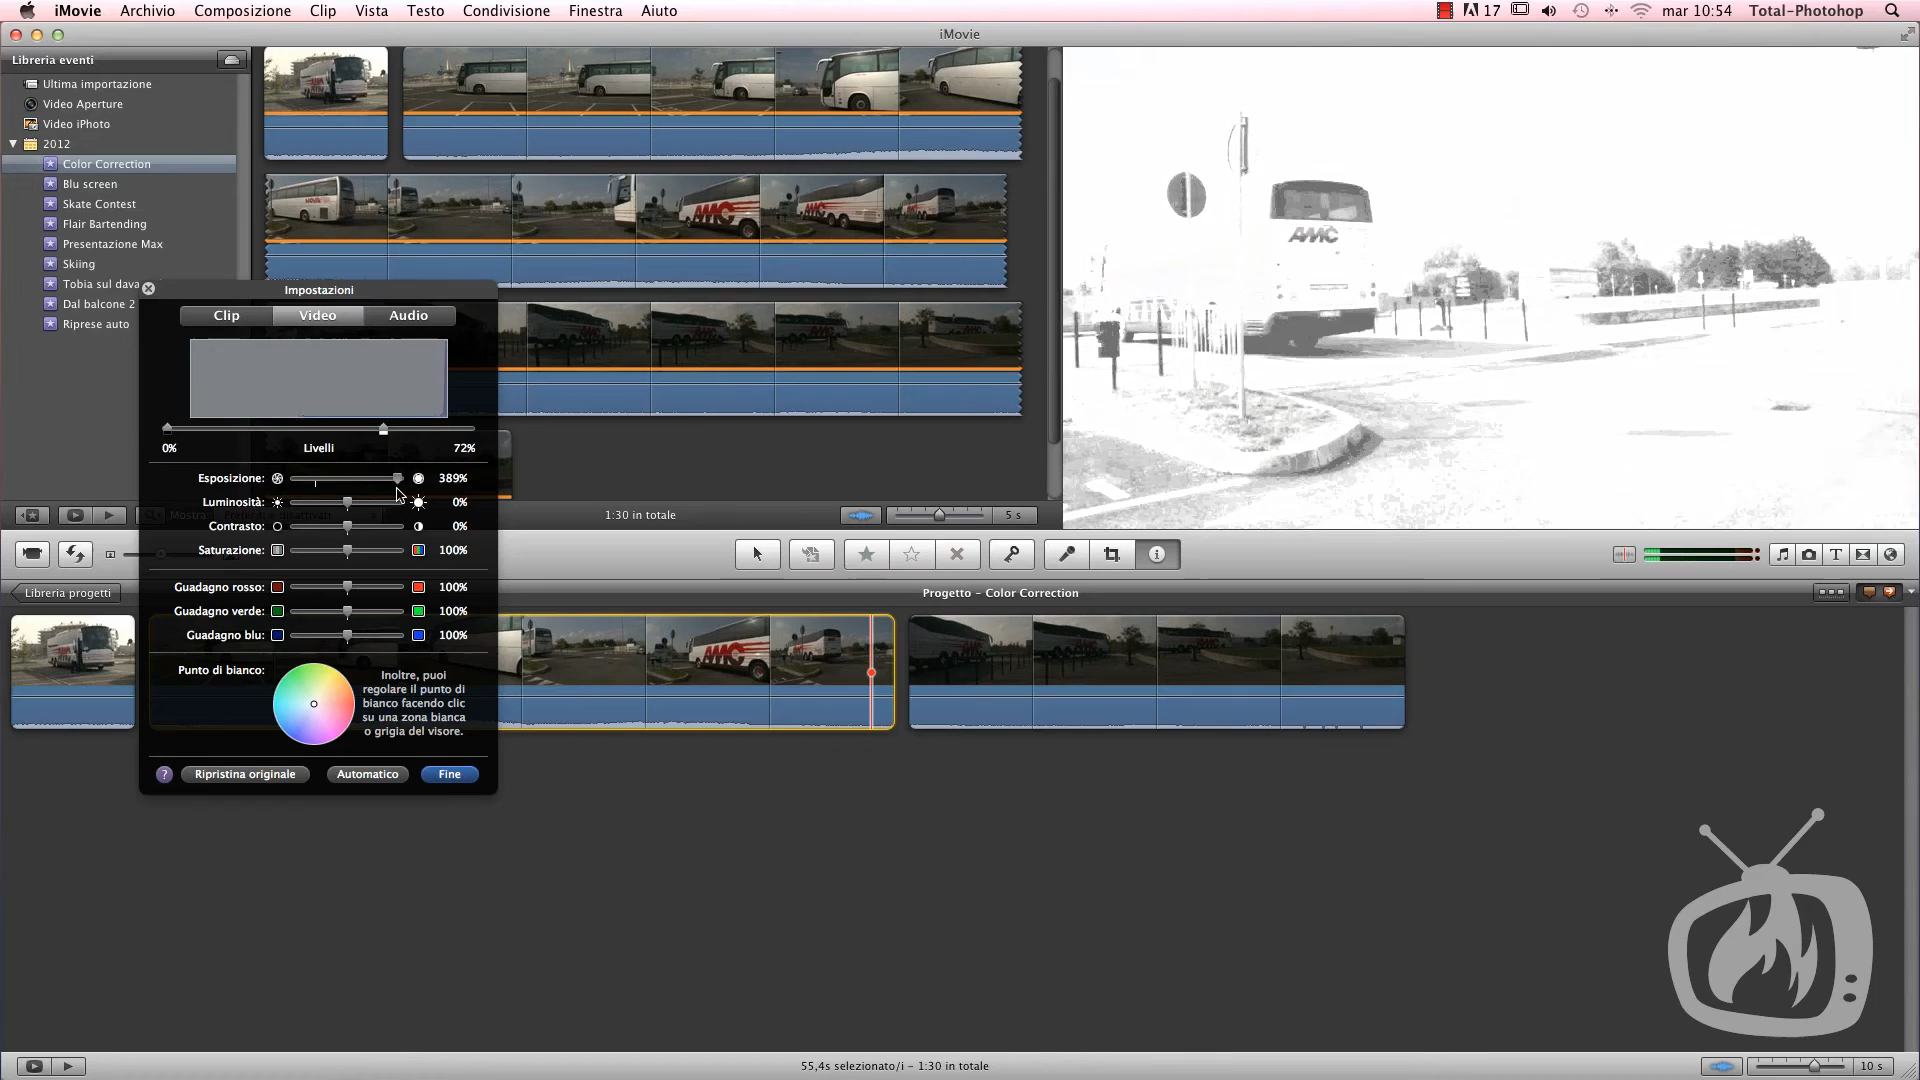 iMovie Archivio Composizione Clip Vista Testo Condivisione Finestra Aiuto
17 mar 10:54 Total-Photohop
iMovie
Libreria eventi
Ultima importazione
Video Aperture
Video iPhoto
2012
Color Correction
Blu screen
Skate Contest
Flair Bartending
Presentazione Max
Skiing
Tobia sul dava
Dal balcone 2
Riprese auto
AMC
AMC
AMC
Impostazioni
Clip Video Audio
0% Livelli 72%
Esposizione: 389%
Luminosità: 0%
Contrasto: 0%
Saturazione: 100%
Guadagno rosso: 100%
Guadagno verde: 100%
Guadagno blu: 100%
Punto di bianco:
Inoltre, puoi
regolare il punto di
bianco facendo clic
su una zona bianca
o grigia del visore.
? Ripristina originale Automatico Fine
Mostra:
1:30 in totale
5 s
Libreria progetti
Progetto - Color Correction
AMC
55,4s selezionato/i - 1:30 in totale
10 s